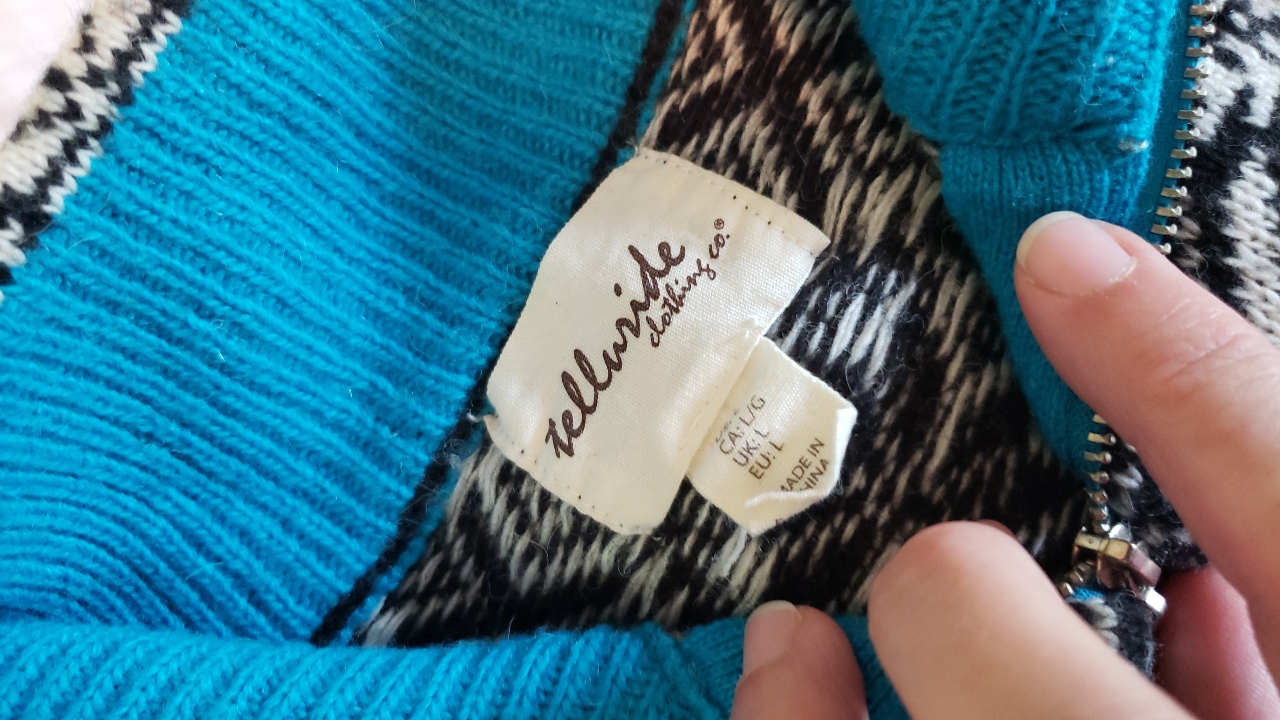 telluride
clothing co.®
CA: L/G
UK: L
EU: L
MADE IN
CHINA